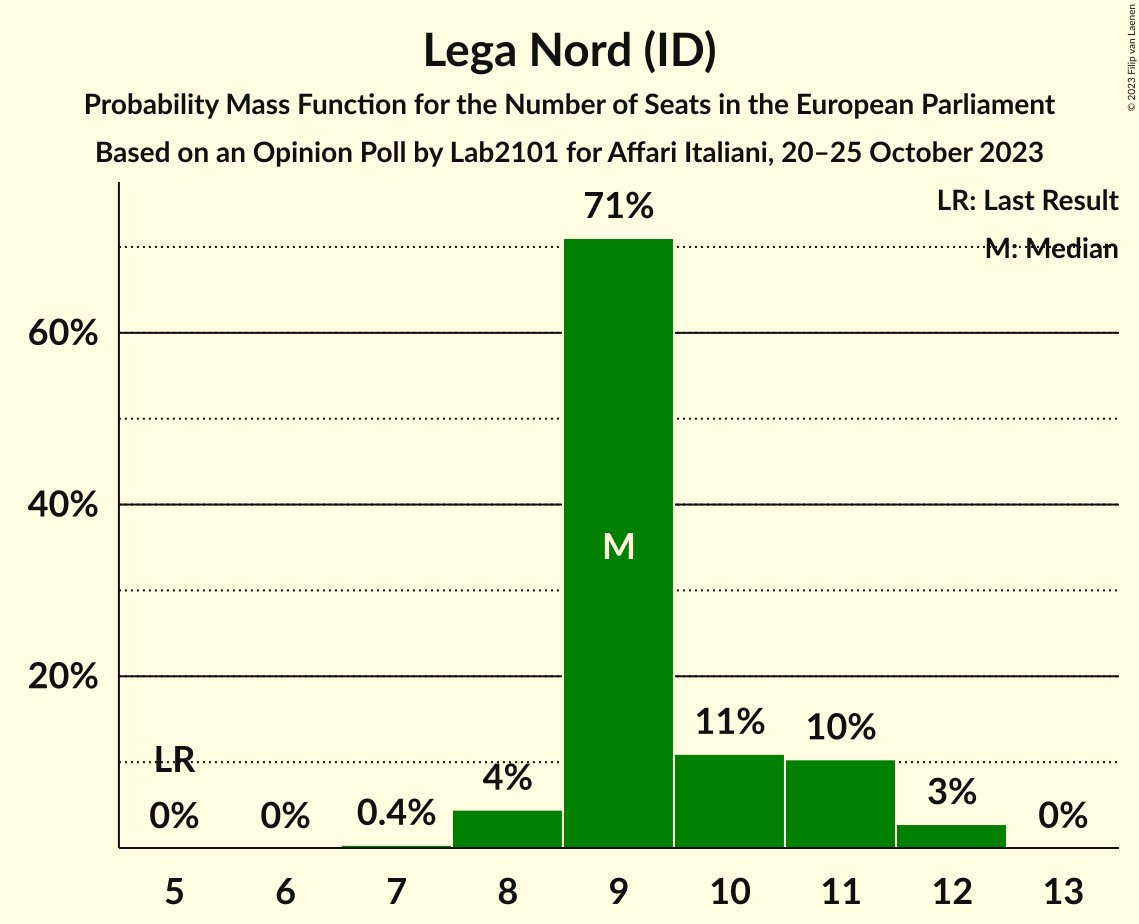 Lega Nord (ID)
Probability Mass Function for the Number of Seats in the European Parliament
Based on an Opinion Poll by Lab2101 for Affari Italiani, 20–25 October 2023
© 2023 Filip van Laenen
LR: Last Result
M: Median
71%
60%
40%
M
20%
LR
0%
0%
0.4%
4%
11%
10%
3%
0%
5 6 7 8 9 10 11 12 13